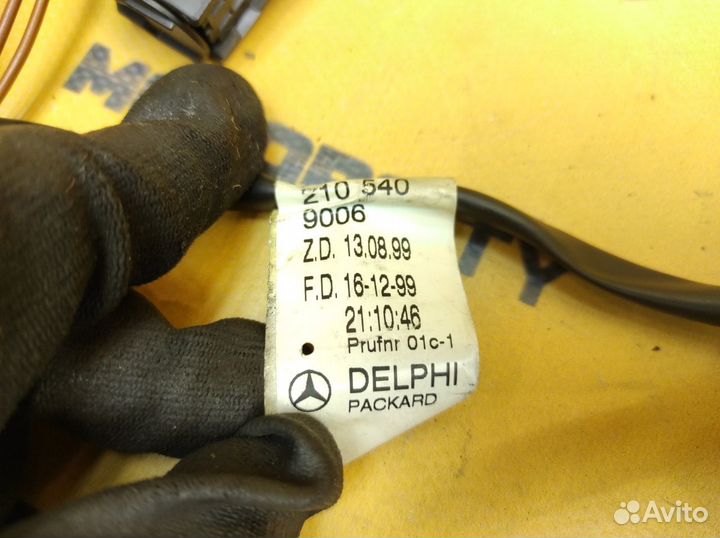 210 540
9006
Z.D. 13.08.99
F.D. 16-12-99
21:10:46
Prufnr 01c-1
DELPHI
PACKARD
Avito